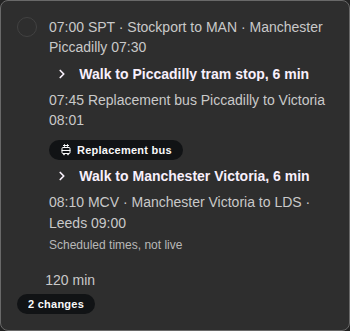 07:00 SPT · Stockport to MAN · Manchester
Piccadilly 07:30
Walk to Piccadilly tram stop, 6 min
07:45 Replacement bus Piccadilly to Victoria
08:01
Replacement bus
Walk to Manchester Victoria, 6 min
08:10 MCV · Manchester Victoria to LDS ·
Leeds 09:00
Scheduled times, not live
120 min
2 changes